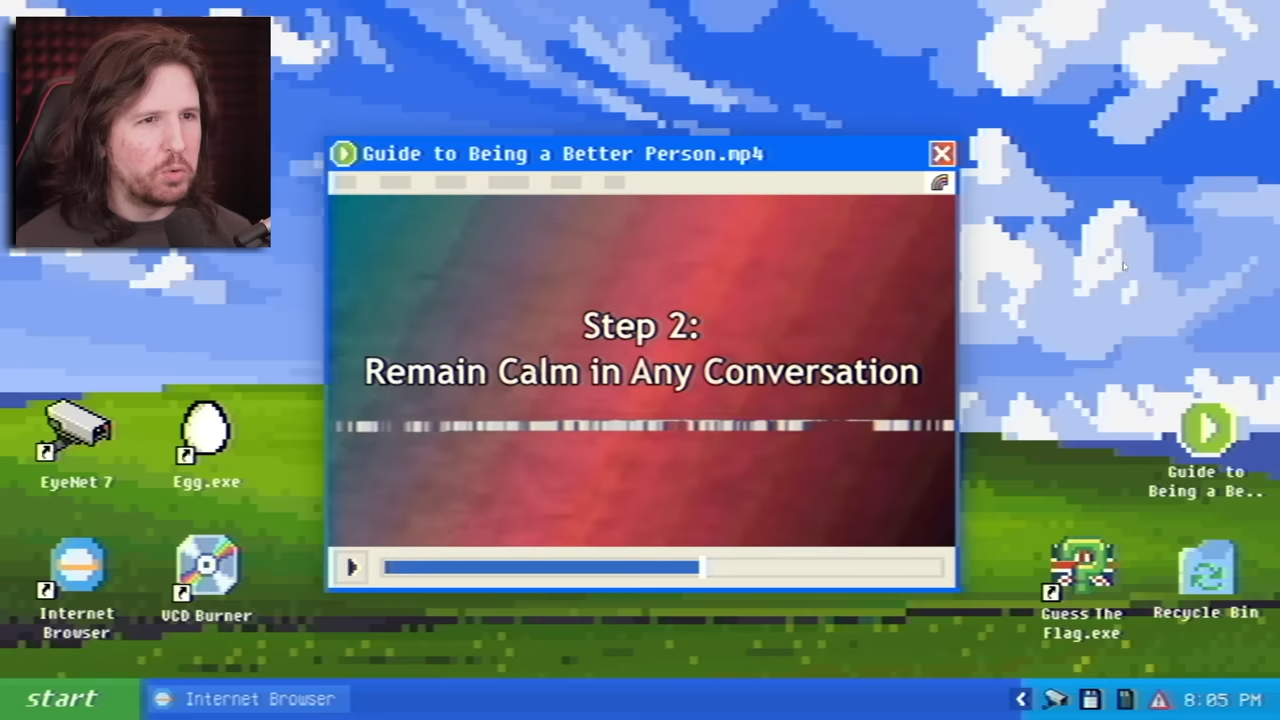 Guide to Being a Better Person.mp4
Step 2:
Remain Calm in Any Conversation
EyeNet 7
Egg.exe
Guide to
Being a Be..
Internet
Browser
VCD Burner
Guess The
Flag.exe
Recycle Bin
start
Internet Browser
8:05 PM